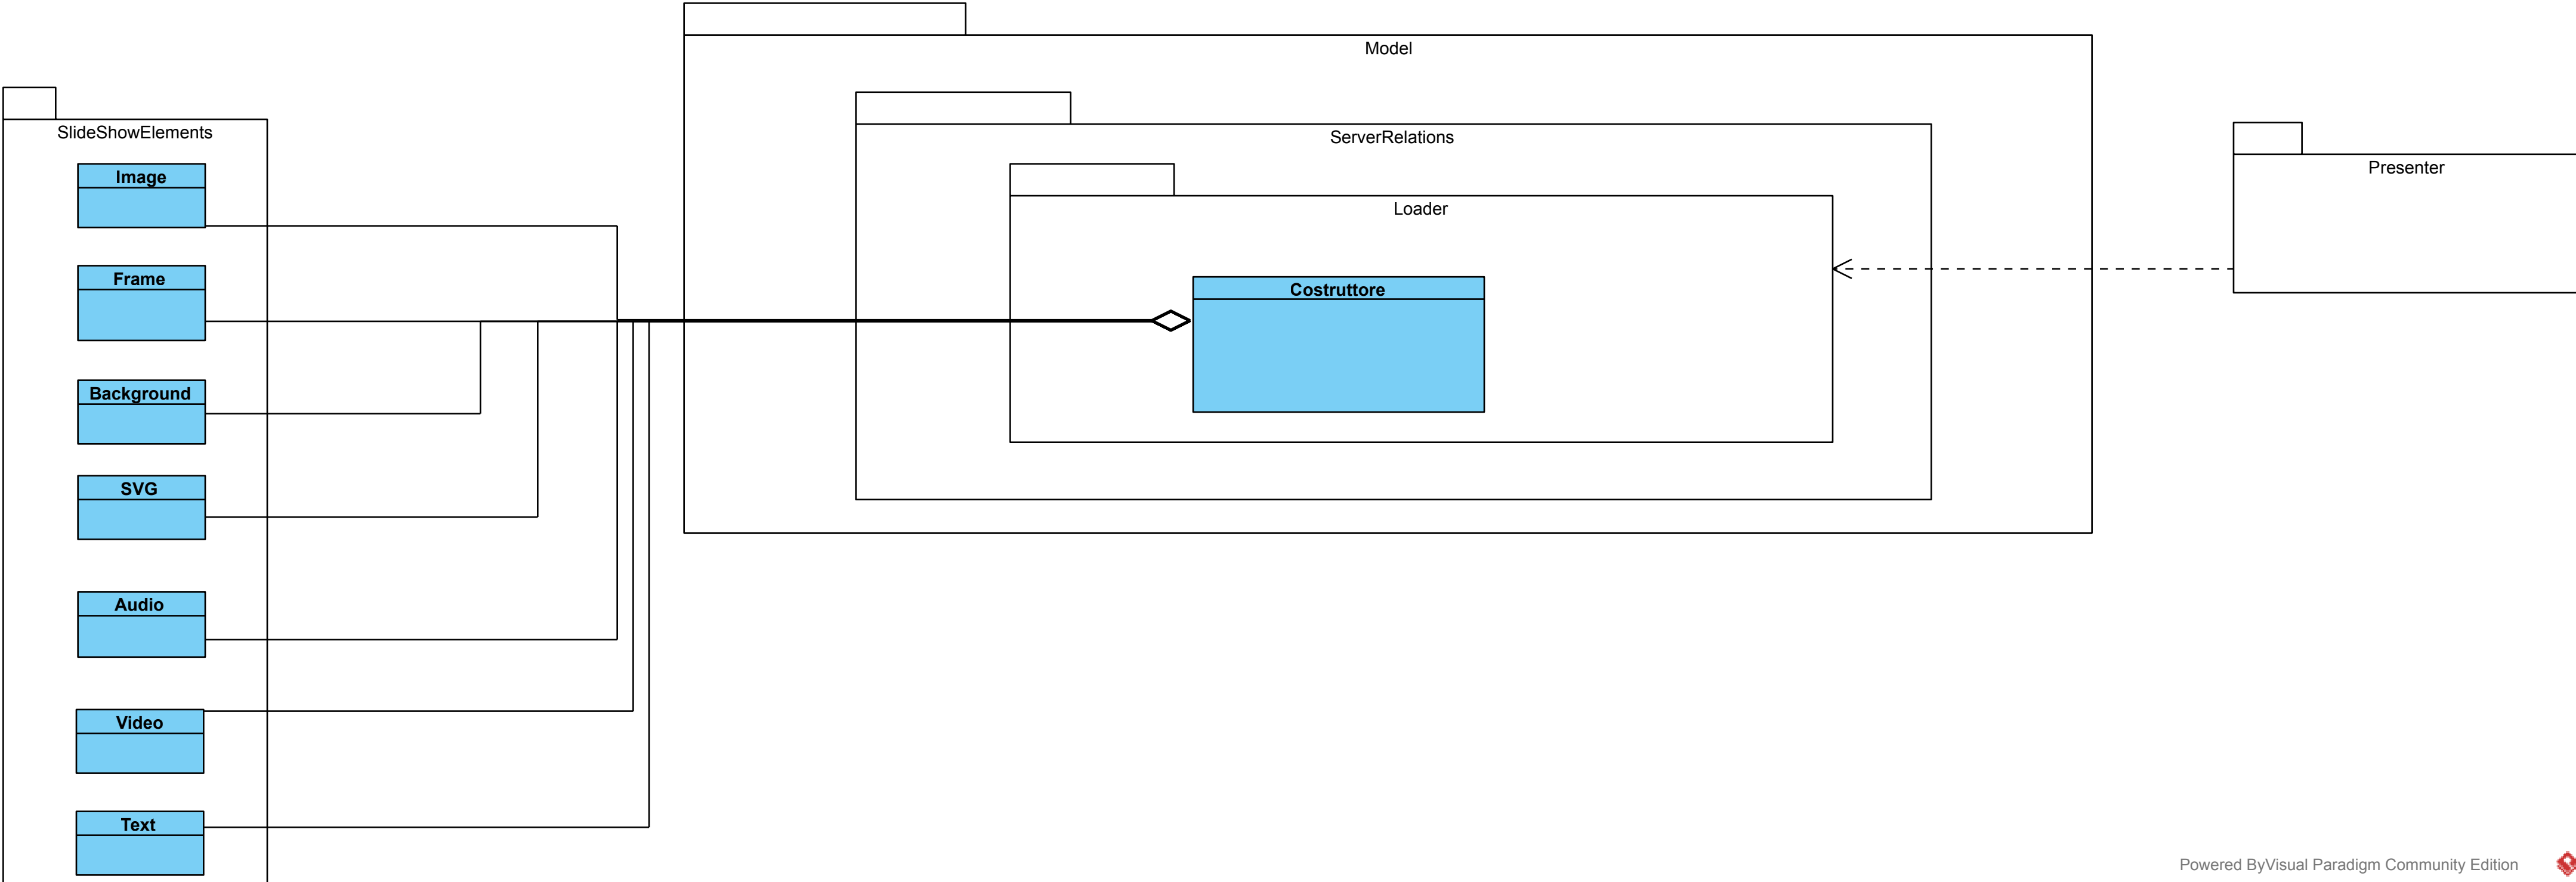 Model
SlideShowElements
ServerRelations
Presenter
Image
Loader
Frame
Costruttore
Background
SVG
Audio
Video
Text
Powered ByVisual Paradigm Community Edition